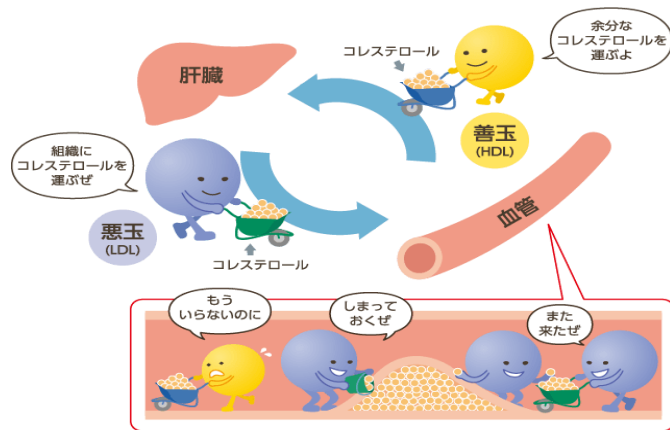 余分な
コレステロールを
運ぶよ
コレステロール
肝臓
善玉
(HDL)
組織に
コレステロールを
運ぶぜ
血管
悪玉
(LDL)
コレステロール
もう
いらないのに
しまって
おくぜ
また
来たぜ